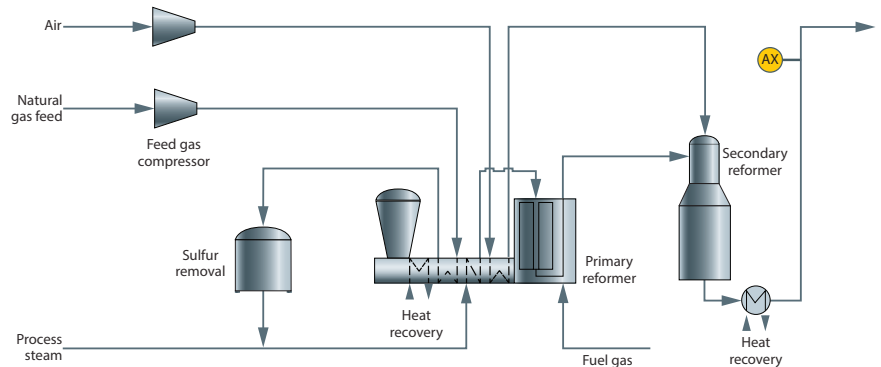 Air
AX
Natural
gas feed
Feed gas
compressor
Secondary
reformer
Sulfur
removal
Primary
reformer
Heat
recovery
Process
steam
Fuel gas
Heat
recovery